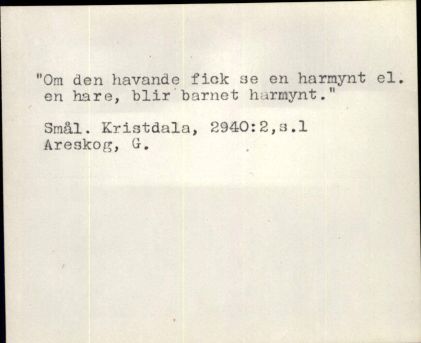 "Om den havande fick se en harmynt el.
en hare, blir barnet harmynt."
Smål. Kristdala, 2940:2,s.1
Areskog, G.